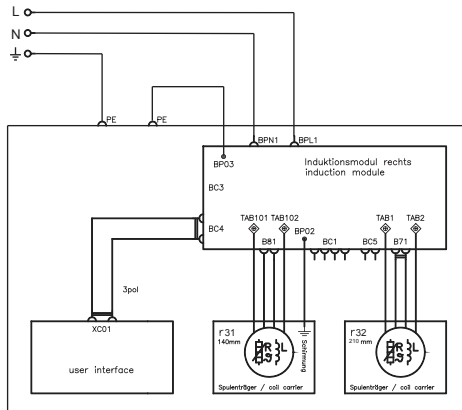 L
N
PE
PE
BPN1
BPL1
BP03
Induktionsmodul rechts
induction module
BC3
BC4
TAB101
TAB102
BP02
TAB1
TAB2
B81
BC1
BC5
B71
3pol
XC01
user interface
r31
140mm
R
ϑ
L
Schirmung
Spulenträger / coil carrier
r32
210 mm
R
ϑ
L
Spulenträger / coil carrier